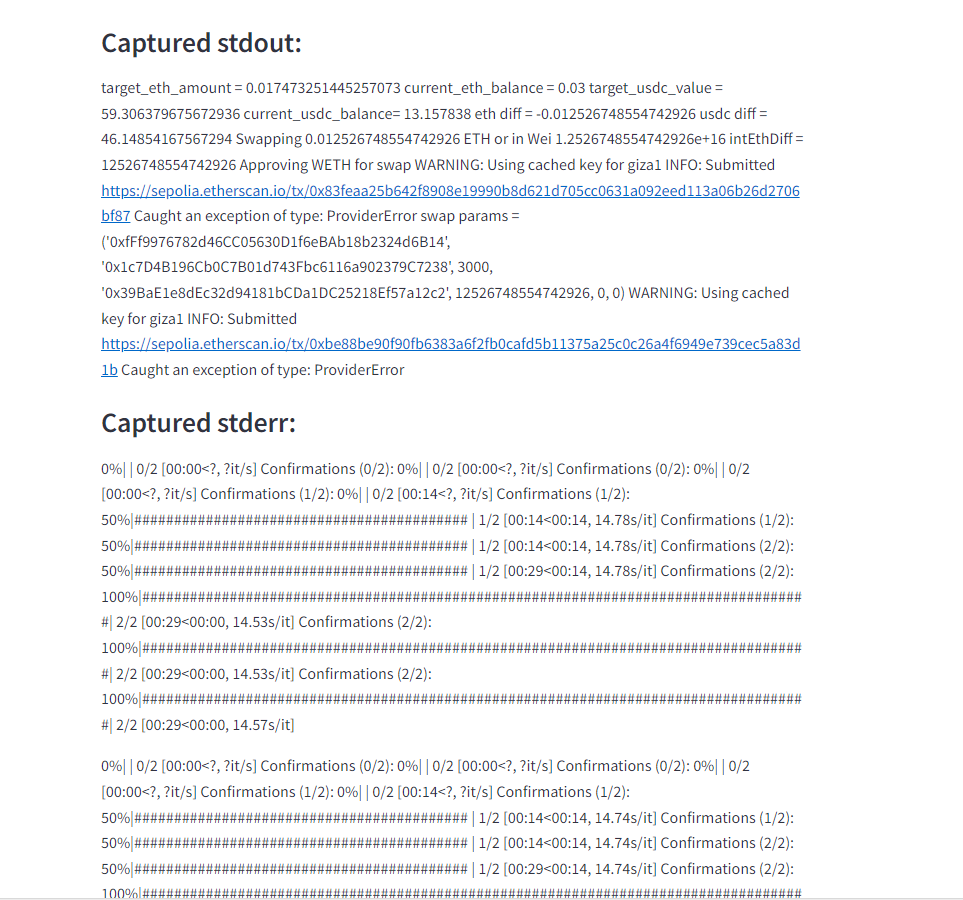 Captured stdout:
target_eth_amount = 0.017473251445257073 current_eth_balance = 0.03 target_usdc_value =
59.306379675672936 current_usdc_balance= 13.157838 eth diff = -0.012526748554742926 usdc diff =
46.14854167567294 Swapping 0.012526748554742926 ETH or in Wei 1.2526748554742926e+16 intEthDiff =
12526748554742926 Approving WETH for swap WARNING: Using cached key for giza1 INFO: Submitted
https://sepolia.etherscan.io/tx/0x83feaa25b642f8908e19990b8d621d705cc0631a092eed113a06b26d2706
bf87 Caught an exception of type: ProviderError swap params =
('0xfFf9976782d46CC05630D1f6eBAb18b2324d6B14',
'0x1c7D4B196Cb0C7B01d743Fbc6116a902379C7238', 3000,
'0x39BaE1e8dEc32d94181bCDa1DC25218Ef57a12c2', 12526748554742926, 0, 0) WARNING: Using cached
key for giza1 INFO: Submitted
https://sepolia.etherscan.io/tx/0xbe88be90f90fb6383a6f2fb0cafd5b11375a25c0c26a4f6949e739cec5a83d
1b Caught an exception of type: ProviderError
Captured stderr:
0%| | 0/2 [00:00<?, ?it/s] Confirmations (0/2): 0%| | 0/2 [00:00<?, ?it/s] Confirmations (0/2): 0%| | 0/2
[00:00<?, ?it/s] Confirmations (1/2): 0%| | 0/2 [00:14<?, ?it/s] Confirmations (1/2):
50%|########################################## | 1/2 [00:14<00:14, 14.78s/it] Confirmations (1/2):
50%|########################################## | 1/2 [00:14<00:14, 14.78s/it] Confirmations (2/2):
50%|########################################## | 1/2 [00:29<00:14, 14.78s/it] Confirmations (2/2):
100%|###################################################################################
#| 2/2 [00:29<00:00, 14.53s/it] Confirmations (2/2):
100%|###################################################################################
#| 2/2 [00:29<00:00, 14.53s/it] Confirmations (2/2):
100%|###################################################################################
#| 2/2 [00:29<00:00, 14.57s/it]
0%| | 0/2 [00:00<?, ?it/s] Confirmations (0/2): 0%| | 0/2 [00:00<?, ?it/s] Confirmations (0/2): 0%| | 0/2
[00:00<?, ?it/s] Confirmations (1/2): 0%| | 0/2 [00:14<?, ?it/s] Confirmations (1/2):
50%|########################################## | 1/2 [00:14<00:14, 14.74s/it] Confirmations (1/2):
50%|########################################## | 1/2 [00:14<00:14, 14.74s/it] Confirmations (2/2):
50%|########################################## | 1/2 [00:29<00:14, 14.74s/it] Confirmations (2/2):
100%|###################################################################################